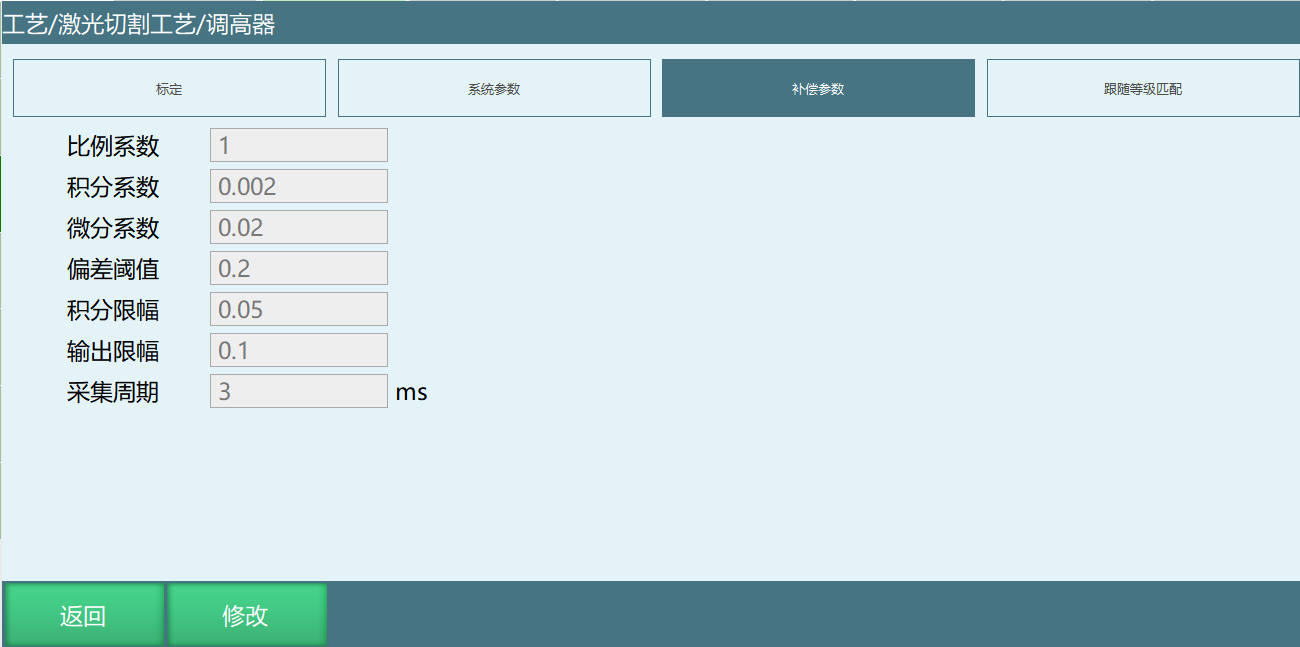 工艺/激光切割工艺/调高器
标定 系统参数 补偿参数 跟随等级匹配
比例系数 1
积分系数 0.002
微分系数 0.02
偏差阈值 0.2
积分限幅 0.05
输出限幅 0.1
采集周期 3 ms
返回 修改